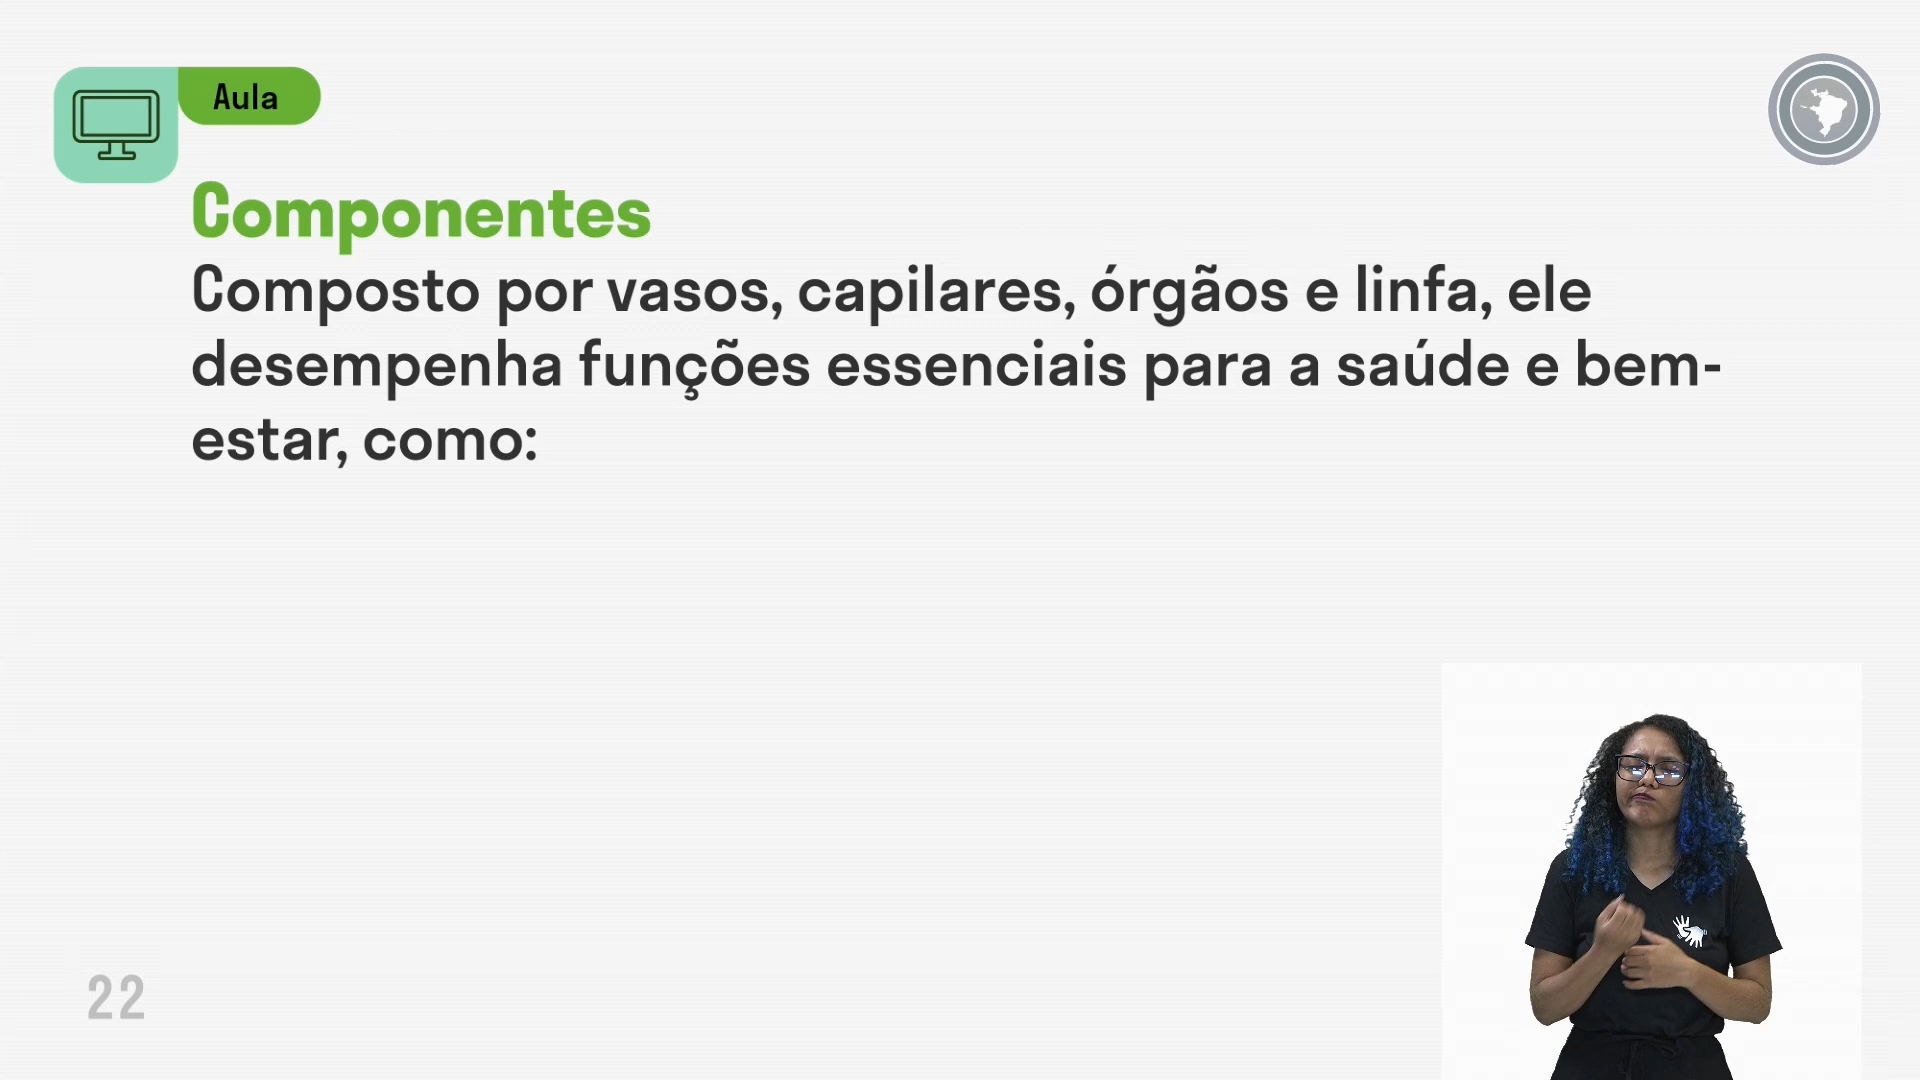 Aula
Componentes
Composto por vasos, capilares, órgãos e linfa, ele
desempenha funções essenciais para a saúde e bem-
estar, como:
22